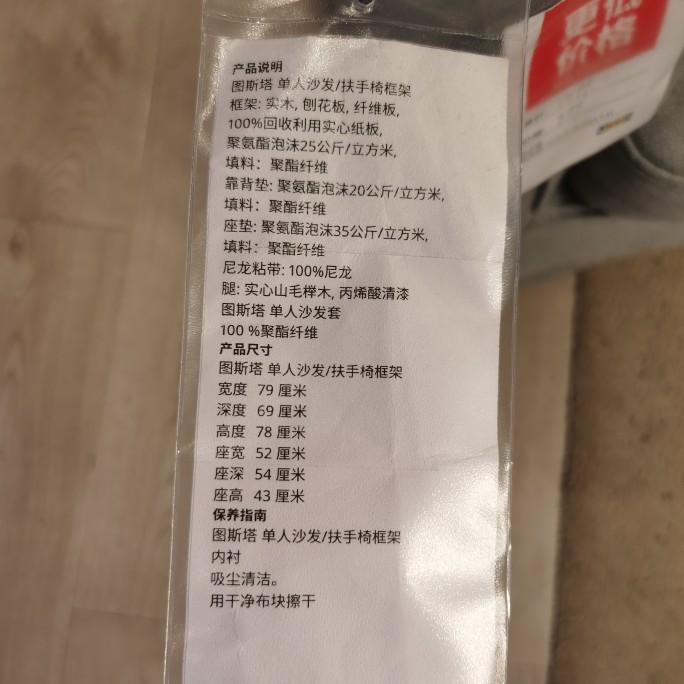 产品说明
图斯塔 单人沙发/扶手椅框架
框架: 实木, 刨花板, 纤维板,
100%回收利用实心纸板,
聚氨酯泡沫25公斤/立方米,
填料: 聚酯纤维
靠背垫: 聚氨酯泡沫20公斤/立方米,
填料: 聚酯纤维
座垫: 聚氨酯泡沫35公斤/立方米,
填料: 聚酯纤维
尼龙粘带: 100%尼龙
腿: 实心山毛榉木, 丙烯酸清漆
图斯塔 单人沙发套
100 %聚酯纤维
产品尺寸
图斯塔 单人沙发/扶手椅框架
宽度 79 厘米
深度 69 厘米
高度 78 厘米
座宽 52 厘米
座深 54 厘米
座高 43 厘米
保养指南
图斯塔 单人沙发/扶手椅框架
内衬
吸尘清洁。
用干净布块擦干
更低
价格